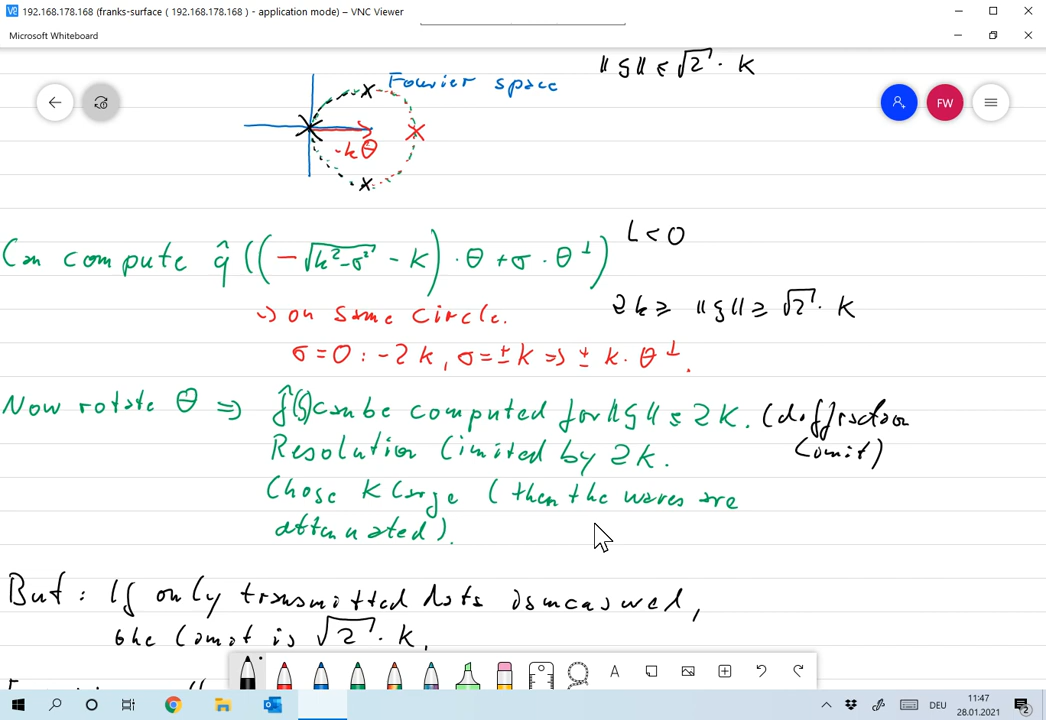 192.168.178.168 (franks-surface ( 192.168.178.168 ) - application mode) – VNC Viewer
Microsoft Whiteboard
‖ξ‖ ≤ √2 · k
Fourier space
FW
-kθ
L < 0
Can compute q̂ ((-√(k²-σ²) - k) · θ + σ · θ⊥)
2k ≥ ‖ξ‖ ≥ √2 · k
↪ on same circle.
σ = 0 : -2k, σ = ± k ⇒ ± k · θ⊥.
Now rotate θ ⇒ f̂(ξ) can be computed for ‖ξ‖ ≤ 2k. (diffraction
Resolution limited by 2k. limit)
Chose k large (then the waves are
attenuated).
But: If only transmitted data is measured,
the limit is √2 · k.
A
DEU
11:47
28.01.2021
2